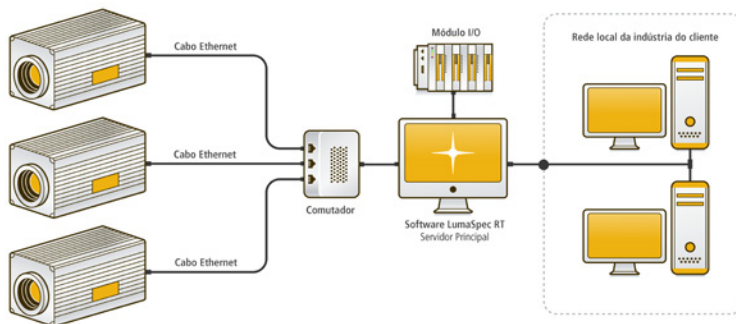 Cabo Ethernet
Cabo Ethernet
Cabo Ethernet
Comutador
Módulo I/O
Software LumaSpec RT
Servidor Principal
Rede local da indústria do cliente